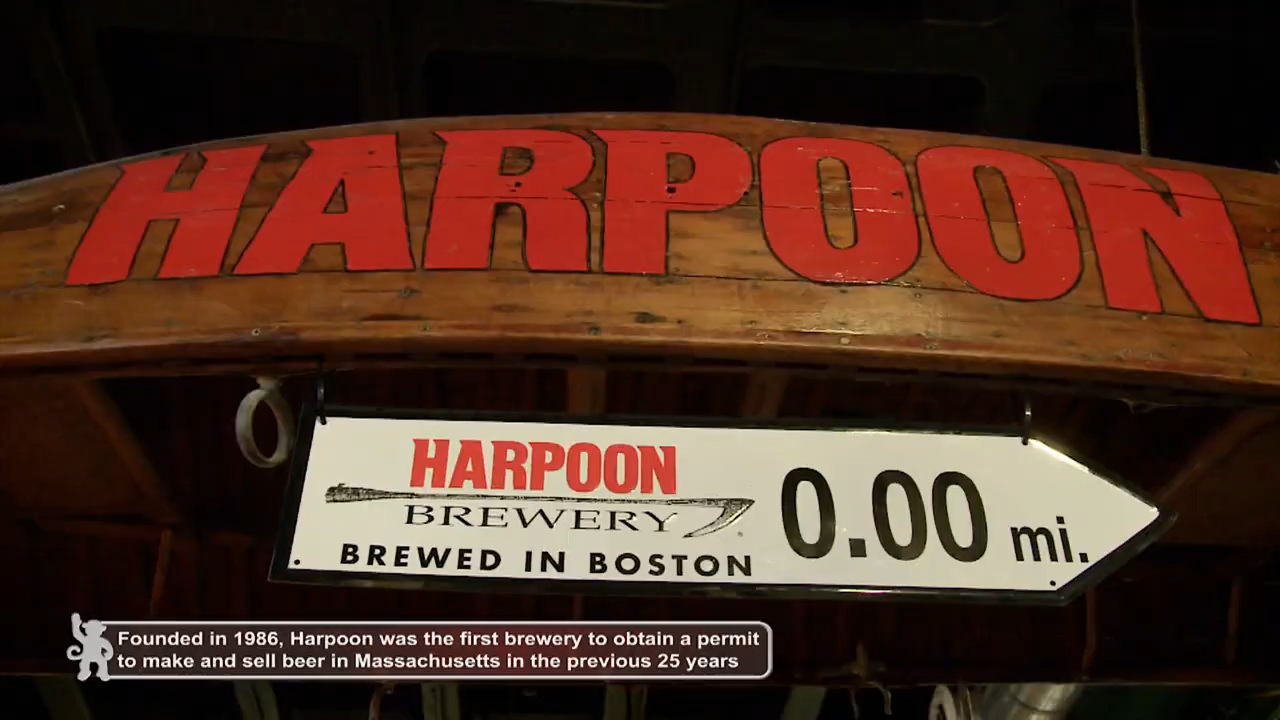 HARPOON
HARPOON
BREWERY
BREWED IN BOSTON
0.00 mi.
Founded in 1986, Harpoon was the first brewery to obtain a permit
to make and sell beer in Massachusetts in the previous 25 years